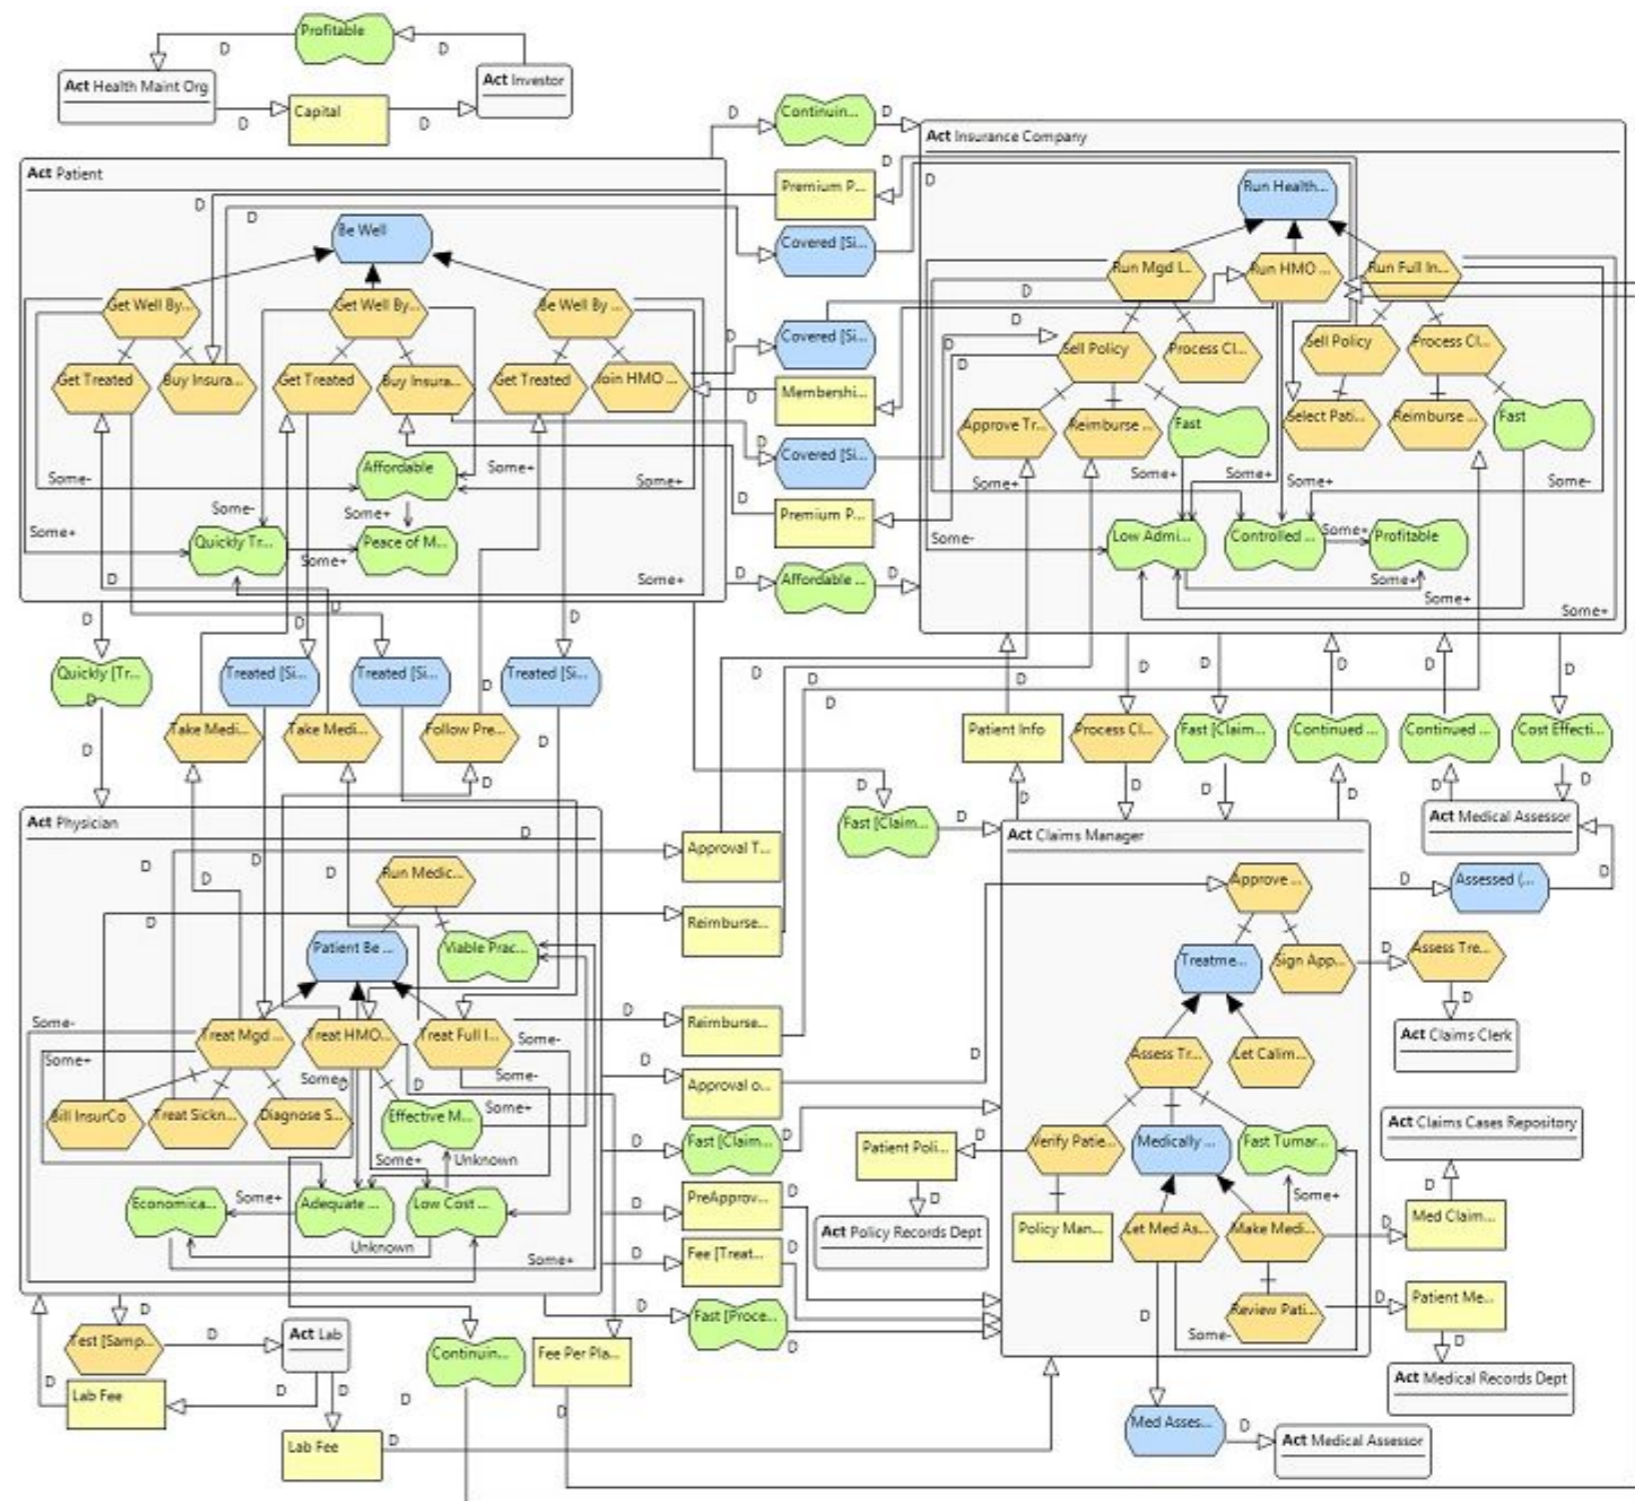 Profitable
D
D
Act Health Maint Org
Act Investor
Capital
D
D
D
Continuin...
D
Act Insurance Company
Act Patient
Premium P...
D
D
Run Health...
D
D
Be Well
Covered [Si...
Run Mgd I...
Run HMO ...
Run Full In...
D
Get Well By...
Get Well By...
Be Well By ...
D
Covered [Si...
D
D
Sell Policy
Process Cl...
Sell Policy
Process Cl...
D
Get Treated
Buy Insura...
Get Treated
Buy Insura...
Get Treated
Join HMO ...
D
Membershi...
Approve Tr...
Reimburse ...
Fast
Select Pati...
Reimburse ...
Fast
D
Covered [Si...
Affordable
Some+
Some-
Some+
Some+
Some+
Some+
Some+
Some-
D
Premium P...
Some-
Some+
Some+
Quickly Tr...
Peace of M...
Some+
Some-
Low Admi...
Controlled ...
Some+
Profitable
D
Some+
D
Affordable ...
D
Some+
Some+
Some+
D
D
D
D
D
D
D
D
D
D
Quickly [Tr...
D
Treated [Si...
Treated [Si...
Treated [Si...
D
D
D
D
Take Medi...
Take Medi...
Follow Pre...
D
Patient Info
Process Cl...
Fast [Claim...
Continued ...
Continued ...
Cost Effecti...
D
D
D
D
D
D
D
D
D
Act Physician
D
Fast [Claim...
D
Act Claims Manager
Act Medical Assessor
D
D
D
D
D
Approval T...
Run Medic...
Approve ...
D
Assessed (...
D
D
Reimburse...
Patient Be ...
Viable Prac...
Treatme...
Sign App...
D
Assess Tre...
D
Some-
Treat Mgd ...
Treat HMO...
Treat Full I...
Some-
D
Reimburse...
Act Claims Clerk
Some+
Some+
D
Some-
D
Approval o...
D
Assess Tr...
Let Calim...
D
Bill InsurCo
Treat Sickn...
Diagnose S...
Effective M...
Some+
D
Fast [Claim...
D
Patient Poli...
D
Verify Patie...
Medically ...
Fast Turnar...
Act Claims Cases Repository
Some+
Unknown
D
D
Economica...
Some+
Adequate ...
Low Cost ...
D
PreApprov...
D
Act Policy Records Dept
Policy Man...
Let Med As...
Make Medi...
Some+
D
Med Claim...
Unknown
Some+
D
Fee [Treat...
D
D
D
Fast [Proce...
D
D
Review Pati...
Some-
D
Patient Me...
D
Test [Samp...
D
Act Lab
Continuin...
Fee Per Pla...
D
Act Medical Records Dept
D
Lab Fee
D
D
D
D
Med Asses...
D
Act Medical Assessor
Lab Fee
D